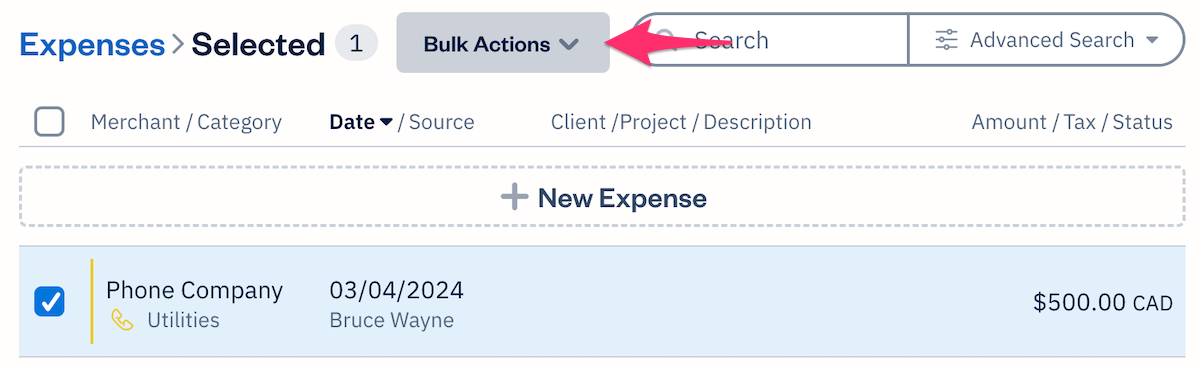 Expenses > Selected 1 Bulk Actions Search Advanced Search
Merchant / Category Date / Source Client /Project / Description Amount / Tax / Status
+ New Expense
Phone Company 03/04/2024 $500.00 CAD
Utilities Bruce Wayne